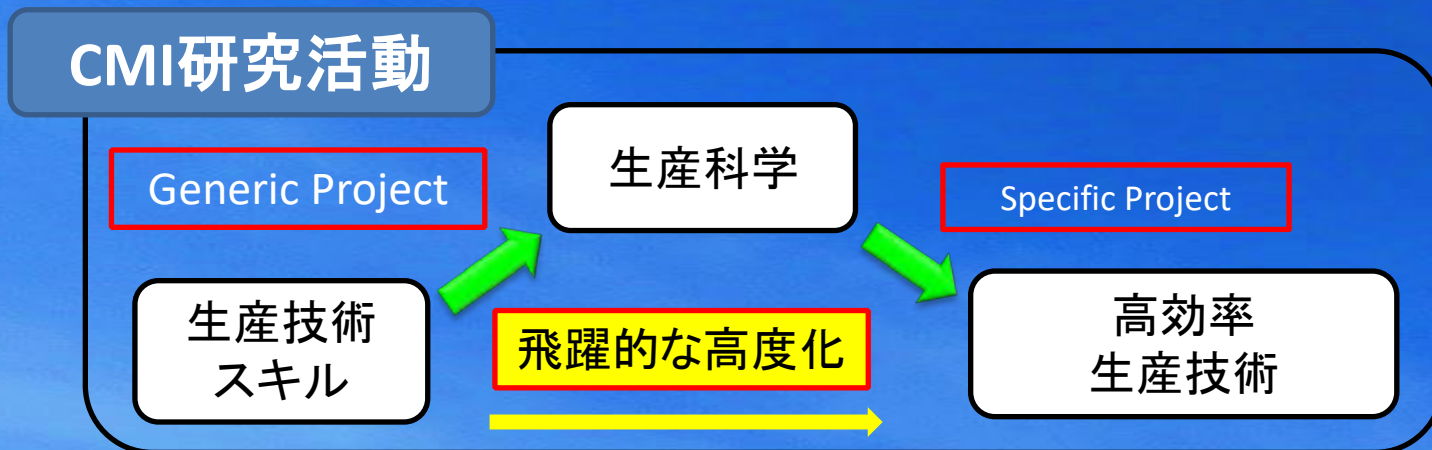 CMI研究活動
Generic Project
生産科学
Specific Project
生産技術
スキル
飛躍的な高度化
高効率
生産技術